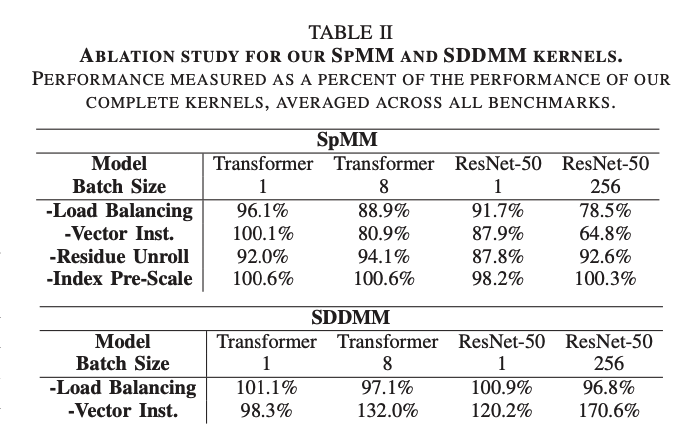 TABLE II
ABLATION STUDY FOR OUR SPMM AND SDDMM KERNELS.
PERFORMANCE MEASURED AS A PERCENT OF THE PERFORMANCE OF OUR
COMPLETE KERNELS, AVERAGED ACROSS ALL BENCHMARKS.
SpMM
Model Transformer Transformer ResNet-50 ResNet-50
Batch Size 1 8 1 256
-Load Balancing 96.1% 88.9% 91.7% 78.5%
-Vector Inst. 100.1% 80.9% 87.9% 64.8%
-Residue Unroll 92.0% 94.1% 87.8% 92.6%
-Index Pre-Scale 100.6% 100.6% 98.2% 100.3%
SDDMM
Model Transformer Transformer ResNet-50 ResNet-50
Batch Size 1 8 1 256
-Load Balancing 101.1% 97.1% 100.9% 96.8%
-Vector Inst. 98.3% 132.0% 120.2% 170.6%